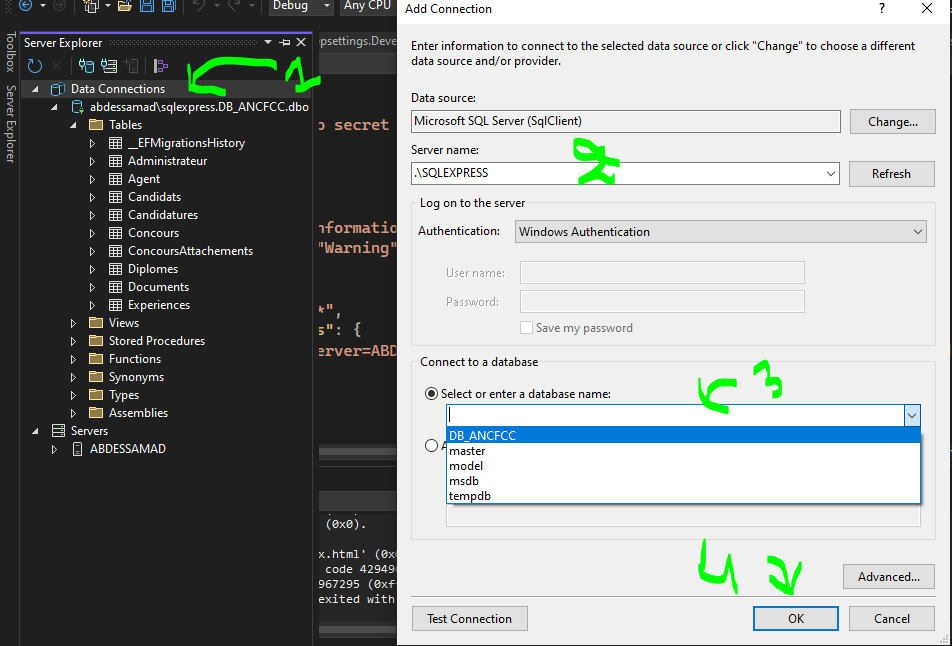 Debug
Any CPU
Toolbox
Server Explorer
Server Explorer
psettings.Deve
1
Data Connections
abdessamad\sqlexpress.DB_ANCFCC.dbo
Tables
__EFMigrationsHistory
Administrateur
Agent
Candidats
Candidatures
Concours
ConcoursAttachements
Diplomes
Documents
Experiences
Views
Stored Procedures
Functions
Synonyms
Types
Assemblies
Servers
ABDESSAMAD
o secret
nformatio
"Warning"
*",
s": {
erver=ABD
(0x0).
x.html' (0x0
code 42949
967295 (0xf
exited with
Add Connection
?
Enter information to connect to the selected data source or click "Change" to choose a different
data source and/or provider.
Data source:
Microsoft SQL Server (SqlClient)
Change...
2
Server name:
.\SQLEXPRESS
Refresh
Log on to the server
Authentication:
Windows Authentication
User name:
Password:
Save my password
Connect to a database
3
Select or enter a database name:
DB_ANCFCC
master
model
msdb
tempdb
4
Advanced...
Test Connection
OK
Cancel